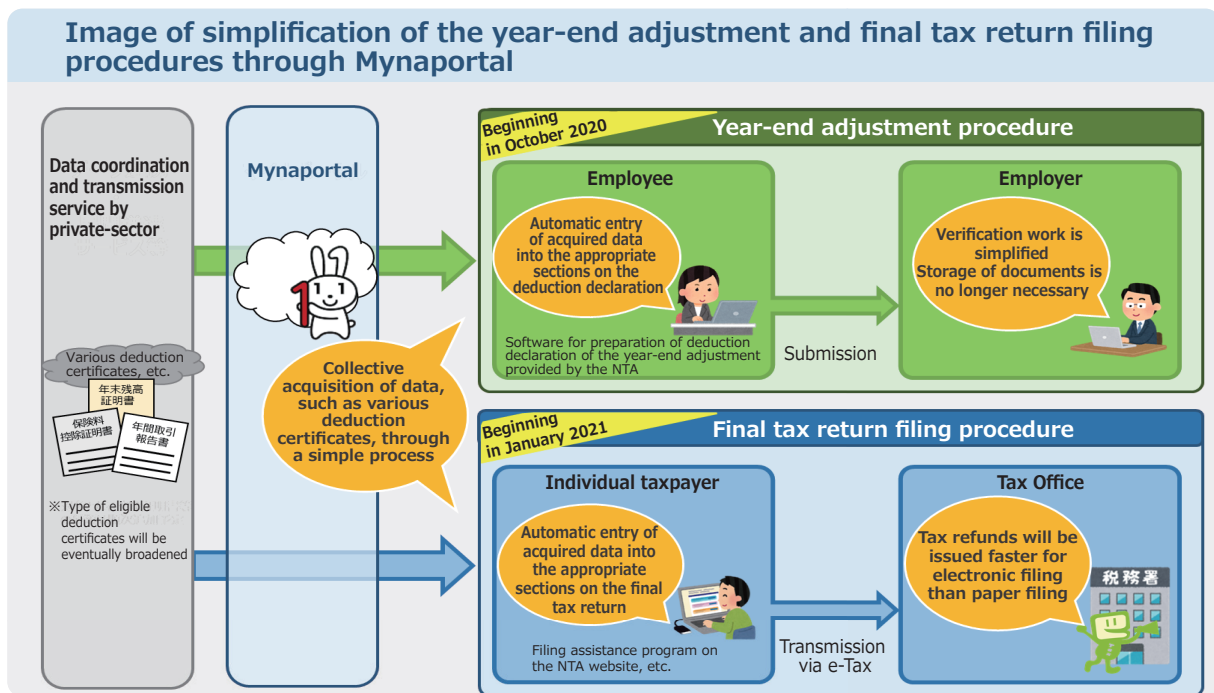 Image of simplification of the year-end adjustment and final tax return filing
procedures through Mynaportal
Data coordination
and transmission
service by
private-sector
Various deduction
certificates, etc.
年末残高
証明書
保険料
控除証明書
年間取引
報告書
※Type of eligible
deduction
certificates will be
eventually broadened
Mynaportal
1
Collective
acquisition of data,
such as various
deduction
certificates, through
a simple process
Beginning
in October 2020
Year-end adjustment procedure
Employee
Automatic entry
of acquired data
into the appropriate
sections on the
deduction declaration
Software for preparation of deduction
declaration of the year-end adjustment
provided by the NTA
Submission
Employer
Verification work is
simplified
Storage of documents is
no longer necessary
Beginning
in January 2021
Final tax return filing procedure
Individual taxpayer
Automatic entry of
acquired data into
the appropriate
sections on the final
tax return
Filing assistance program on
the NTA website, etc.
Transmission
via e-Tax
Tax Office
Tax refunds will be
issued faster for
electronic filing
than paper filing
税務署